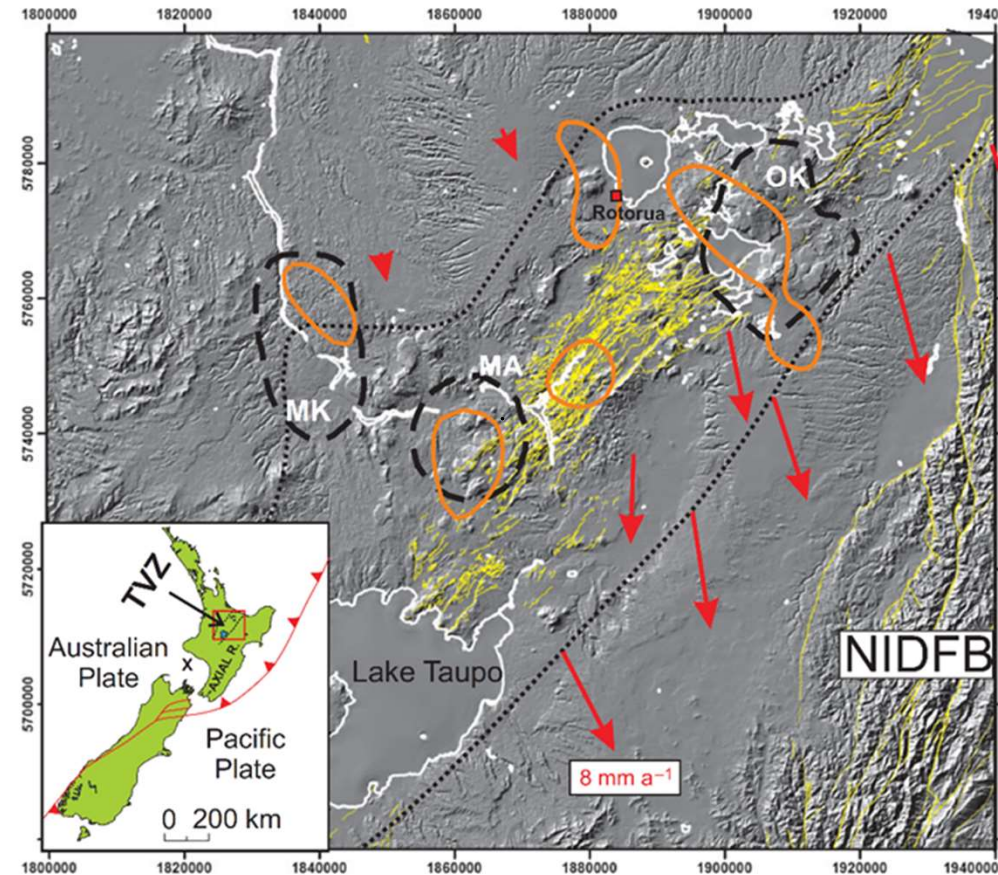 1800000 1820000 1840000 1860000 1880000 1900000 1920000 1940
5780000
5760000
5740000
5720000
5700000
OK
Rotorua
MA
MK
NIDFB
Lake Taupo
8 mm a⁻¹
TVZ
Australian
Plate
X
AXIAL R.
Pacific
Plate
0 200 km
1800000 1820000 1840000 1860000 1880000 1900000 1920000 1940000